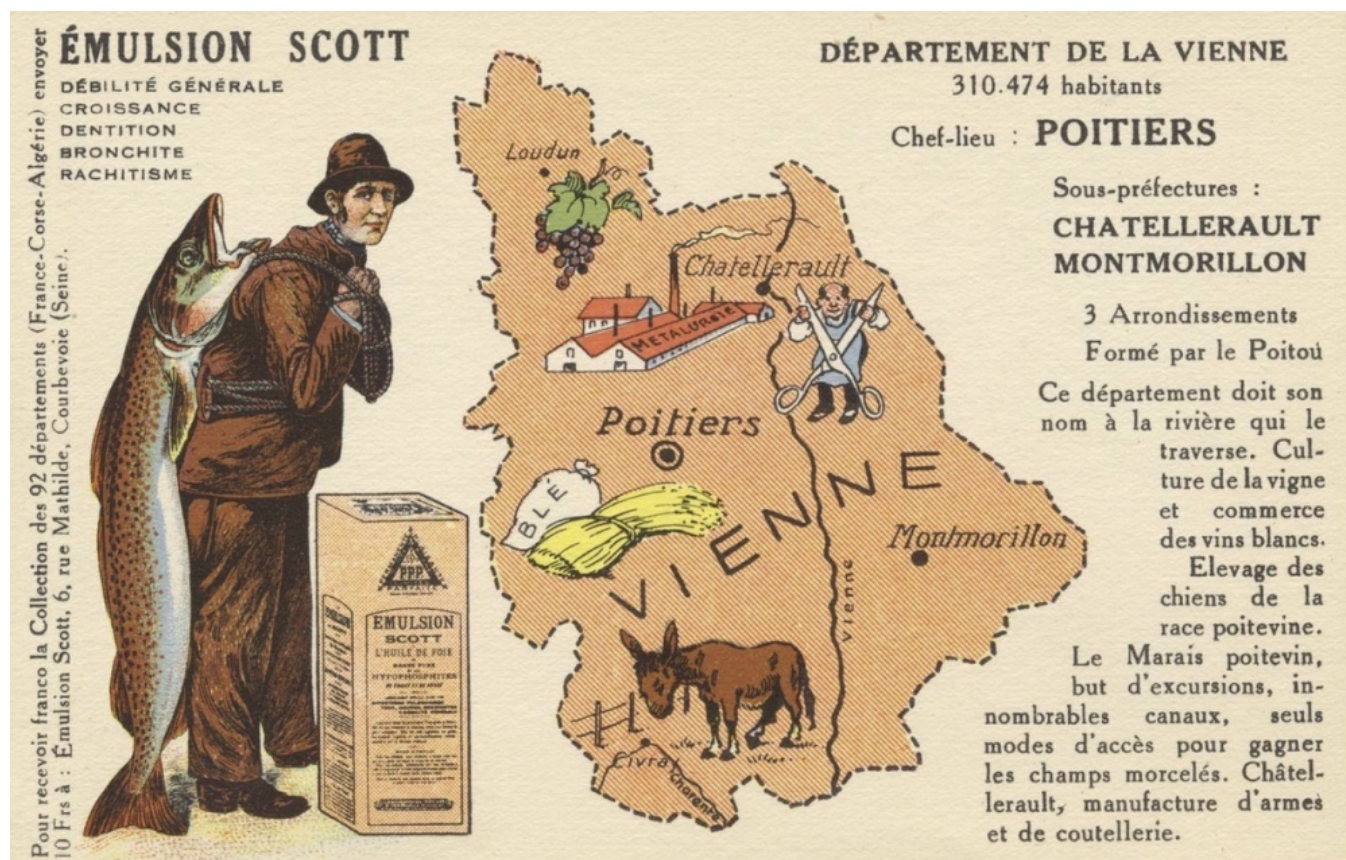 Pour recevoir franco la Collection des 92 départements (France-Corse-Algérie) envoyer
10 Frs à : Émulsion Scott, 6, rue Mathilde, Courbevoie (Seine).
ÉMULSION SCOTT
DÉBILITÉ GÉNÉRALE
CROISSANCE
DENTITION
BRONCHITE
RACHITISME
PPP
PARFAITE
EMULSION
SCOTT
L'HUILE DE FOIE
HYPOPHOSPHITES
Loudun
Chatellerault
METALURGIE
Poitiers
BLÉ
VIENNE
Montmorillon
Vienne
Civray
Charente
DÉPARTEMENT DE LA VIENNE
310.474 habitants
Chef-lieu : POITIERS
Sous-préfectures :
CHATELLERAULT
MONTMORILLON
3 Arrondissements
Formé par le Poitou
Ce département doit son
nom à la rivière qui le
traverse. Cul-
ture de la vigne
et commerce
des vins blancs.
Elevage des
chiens de la
race poitevine.
Le Marais poitevin,
but d'excursions, in-
nombrables canaux, seuls
modes d'accès pour gagner
les champs morcelés. Châtel-
lerault, manufacture d'armes
et de coutellerie.